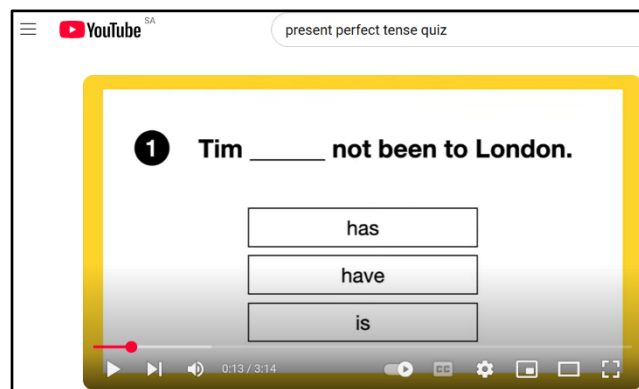 YouTube SA
present perfect tense quiz
1 Tim ______ not been to London.
has
have
is
0:13 / 3:14
CC